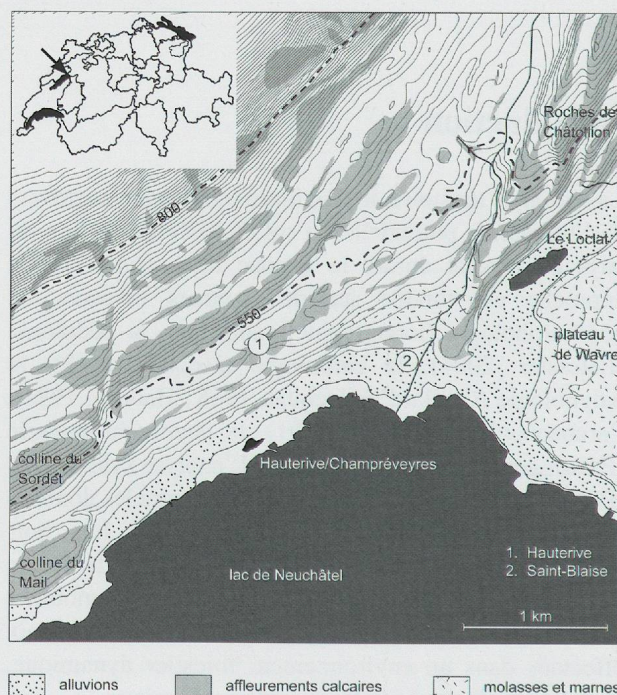 800
Roches de
Châtollion
Le Loclat
550
1
plateau
de Wavre
2
colline du
Sordet
Hauterive/Champréveyres
colline du
Mail
lac de Neuchâtel
1. Hauterive
2. Saint-Blaise
1 km
alluvions
affleurements calcaires
molasses et marnes